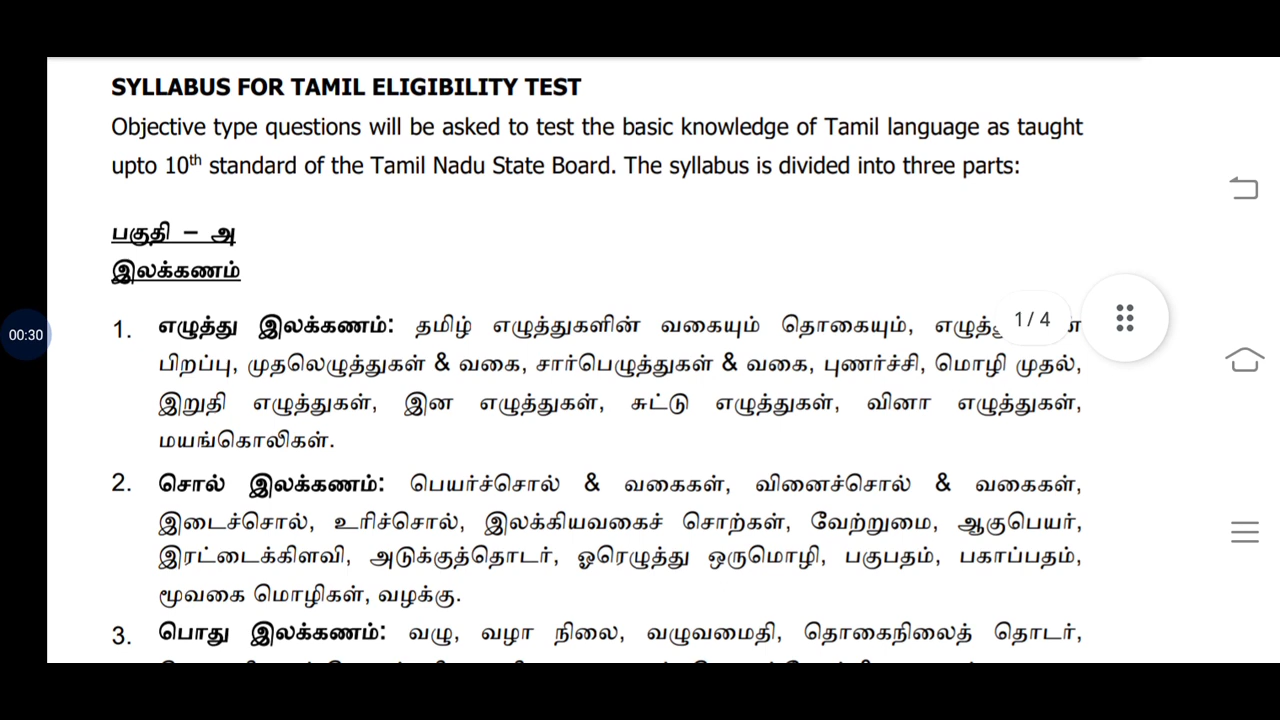 SYLLABUS FOR TAMIL ELIGIBILITY TEST
Objective type questions will be asked to test the basic knowledge of Tamil language as taught
upto 10th standard of the Tamil Nadu State Board. The syllabus is divided into three parts:
பகுதி – அ
இலக்கணம்
1. எழுத்து இலக்கணம்: தமிழ் எழுத்துகளின் வகையும் தொகையும்,
1 / 4
00:30
பிறப்பு, முதலெழுத்துகள் & வகை, சார்பெழுத்துகள் & வகை, புணர்ச்சி, மொழி முதல்,
இறுதி எழுத்துகள், இன எழுத்துகள், சுட்டு எழுத்துகள், வினா எழுத்துகள்,
மயங்கொலிகள்.
2. சொல் இலக்கணம்: பெயர்ச்சொல் & வகைகள், வினைச்சொல் & வகைகள்,
இடைச்சொல், உரிச்சொல், இலக்கியவகைச் சொற்கள், வேற்றுமை, ஆகுபெயர்,
இரட்டைக்கிளவி, அடுக்குத்தொடர், ஓரெழுத்து ஒருமொழி, பகுபதம், பகாப்பதம்,
மூவகை மொழிகள், வழக்கு.
3. பொது இலக்கணம்: வழு, வழா நிலை, வழுவமைதி, தொகைநிலைத் தொடர்,